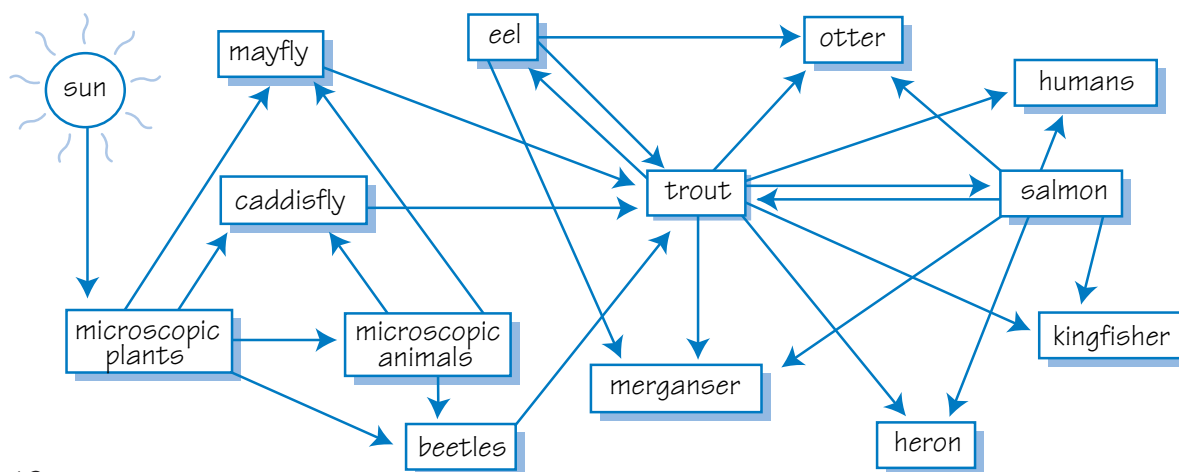 sun
mayfly
eel
otter
humans
caddisfly
trout
salmon
microscopic
plants
microscopic
animals
kingfisher
merganser
beetles
heron